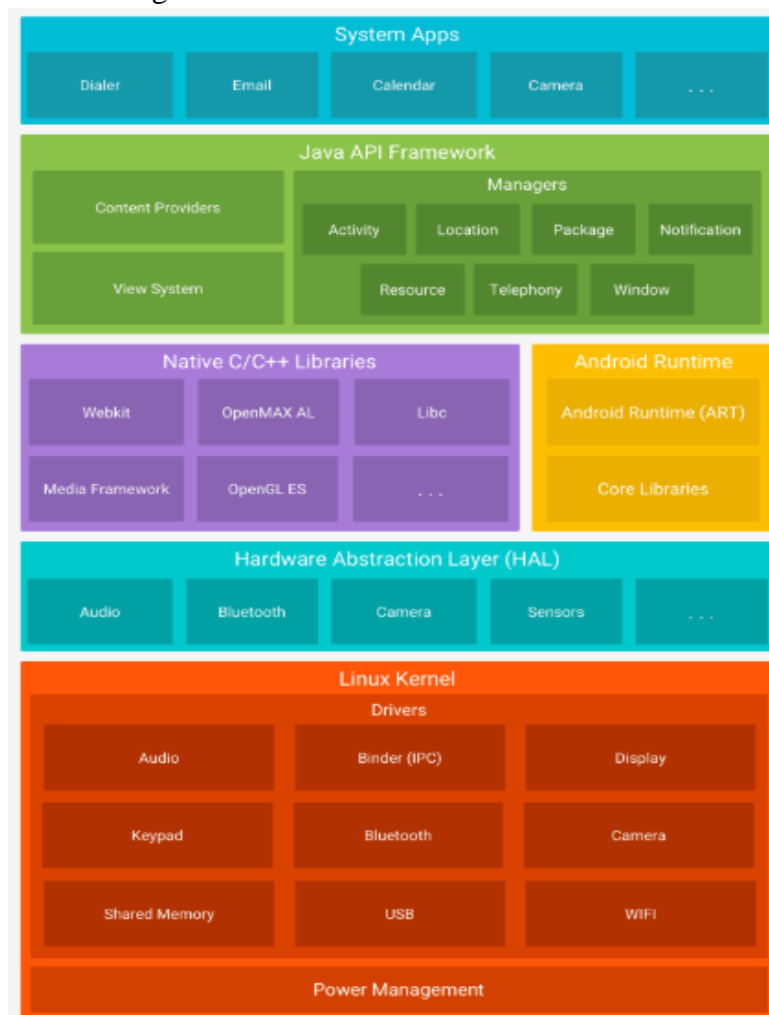 System Apps
Dialer Email Calendar Camera . . .
Java API Framework
Content Providers
View System
Managers
Activity Location Package Notification
Resource Telephony Window
Native C/C++ Libraries
Webkit OpenMAX AL Libc
Media Framework OpenGL ES . . .
Android Runtime
Android Runtime (ART)
Core Libraries
Hardware Abstraction Layer (HAL)
Audio Bluetooth Camera Sensors . . .
Linux Kernel
Drivers
Audio Binder (IPC) Display
Keypad Bluetooth Camera
Shared Memory USB WIFI
Power Management